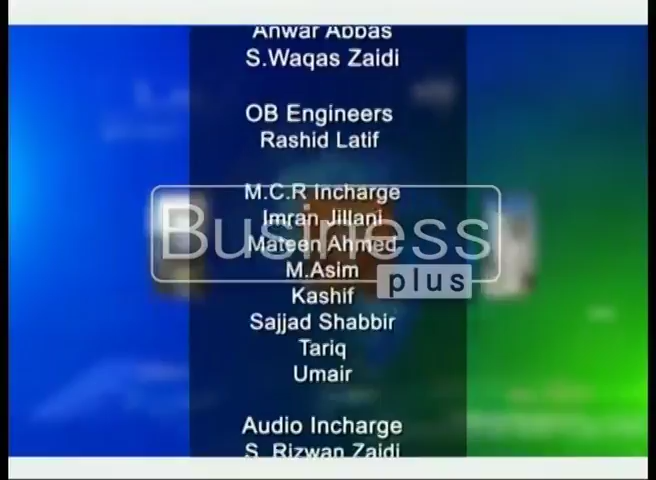 Anwar Abbas
S.Waqas Zaidi
OB Engineers
Rashid Latif
M.C.R Incharge
Imran Jillani
Mateen Ahmed
Business
M.Asim
plus
Kashif
Sajjad Shabbir
Tariq
Umair
Audio Incharge
S. Rizwan Zaidi